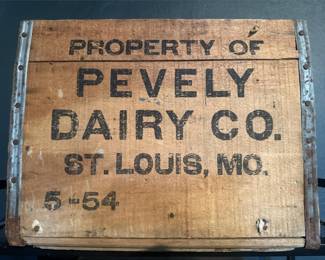 PROPERTY OF
PEVELY
DAIRY CO.
ST. LOUIS, MO.
5-54